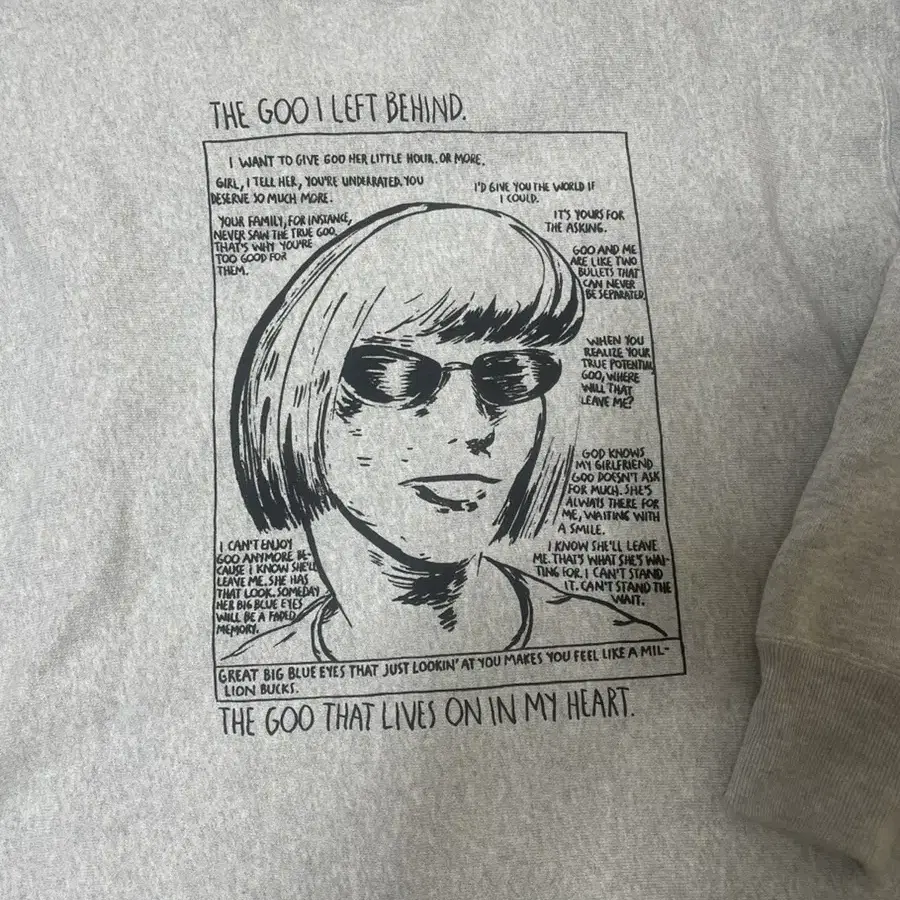 THE GOO I LEFT BEHIND.
I WANT TO GIVE GOO HER LITTLE HOUR. OR MORE.
GIRL, I TELL HER, YOU'RE UNDERRATED. YOU
DESERVE SO MUCH MORE.
I'D GIVE YOU THE WORLD IF
I COULD.
YOUR FAMILY, FOR INSTANCE,
NEVER SAW THE TRUE GOO.
THAT'S WHY YOU'RE
TOO GOOD FOR
THEM.
IT'S YOURS FOR
THE ASKING.
GOO AND ME
ARE LIKE TWO
BULLETS THAT
CAN NEVER
BE SEPARATED.
WHEN YOU
REALIZE YOUR
TRUE POTENTIAL,
GOO, WHERE
WILL THAT
LEAVE ME?
GOD KNOWS
MY GIRLFRIEND
GOO DOESN'T ASK
FOR MUCH. SHE'S
ALWAYS THERE FOR
ME, WAITING WITH
A SMILE.
I CAN'T ENJOY
GOO ANYMORE BE-
CAUSE I KNOW SHE'LL
LEAVE ME. SHE HAS
THAT LOOK. SOMEDAY
HER BIG BLUE EYES
WILL BE A FADED
MEMORY.
I KNOW SHE'LL LEAVE
ME. THAT'S WHAT SHE'S WAI-
TING FOR. I CAN'T STAND
IT. CAN'T STAND THE
WAIT.
GREAT BIG BLUE EYES THAT JUST LOOKIN' AT YOU MAKES YOU FEEL LIKE A MIL-
LION BUCKS.
THE GOO THAT LIVES ON IN MY HEART.